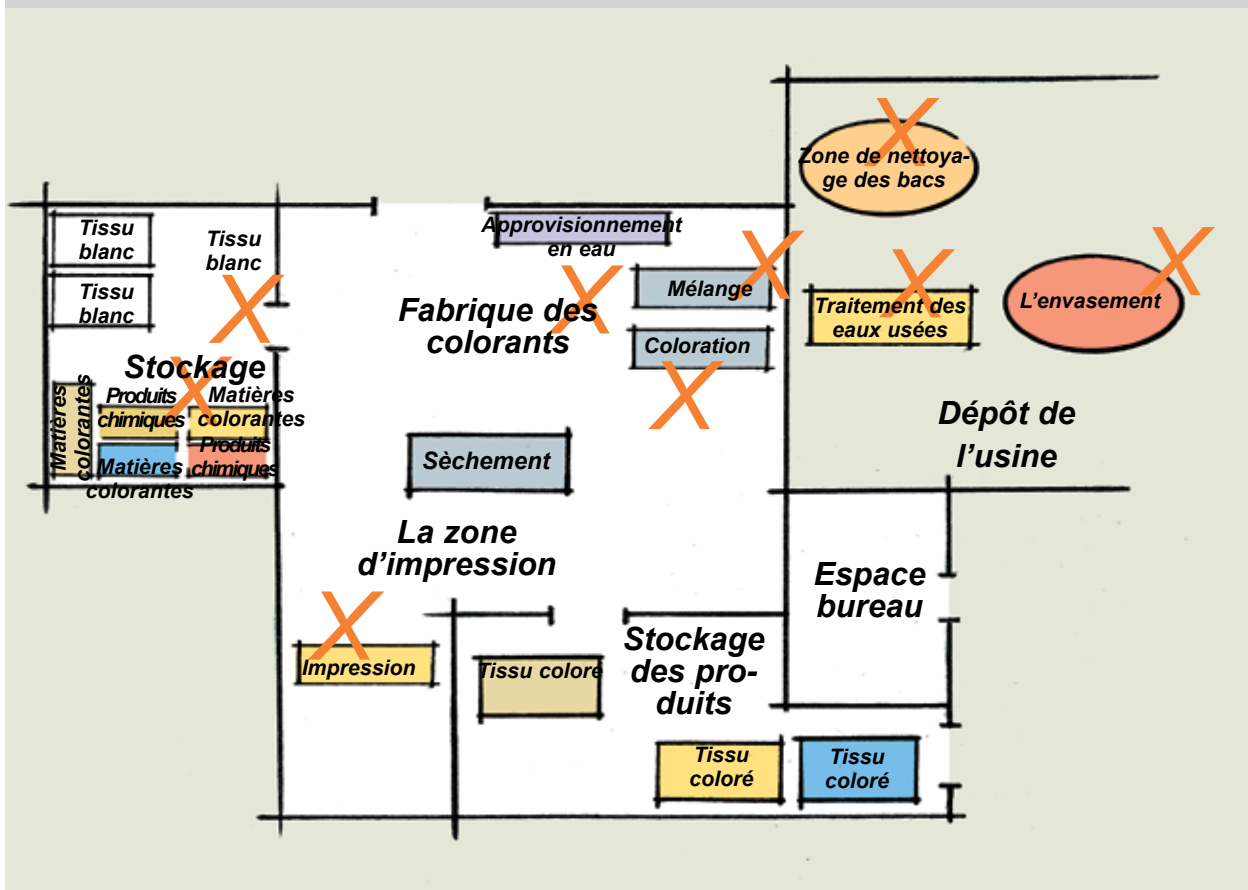 Zone de nettoya-
ge des bacs
Tissu
blanc
Tissu
blanc
Approvisionnement
en eau
Tissu
blanc
Mélange
Fabrique des
colorants
Coloration
Traitement des
eaux usées
L'envasement
Stockage
Matières
colorantes
Produits
chimiques
Matières
colorantes
Matières
colorantes
Produits
chimiques
Dépôt de
l'usine
Sèchement
La zone
d'impression
Espace
bureau
Impression
Tissu coloré
Stockage
des pro-
duits
Tissu
coloré
Tissu
coloré